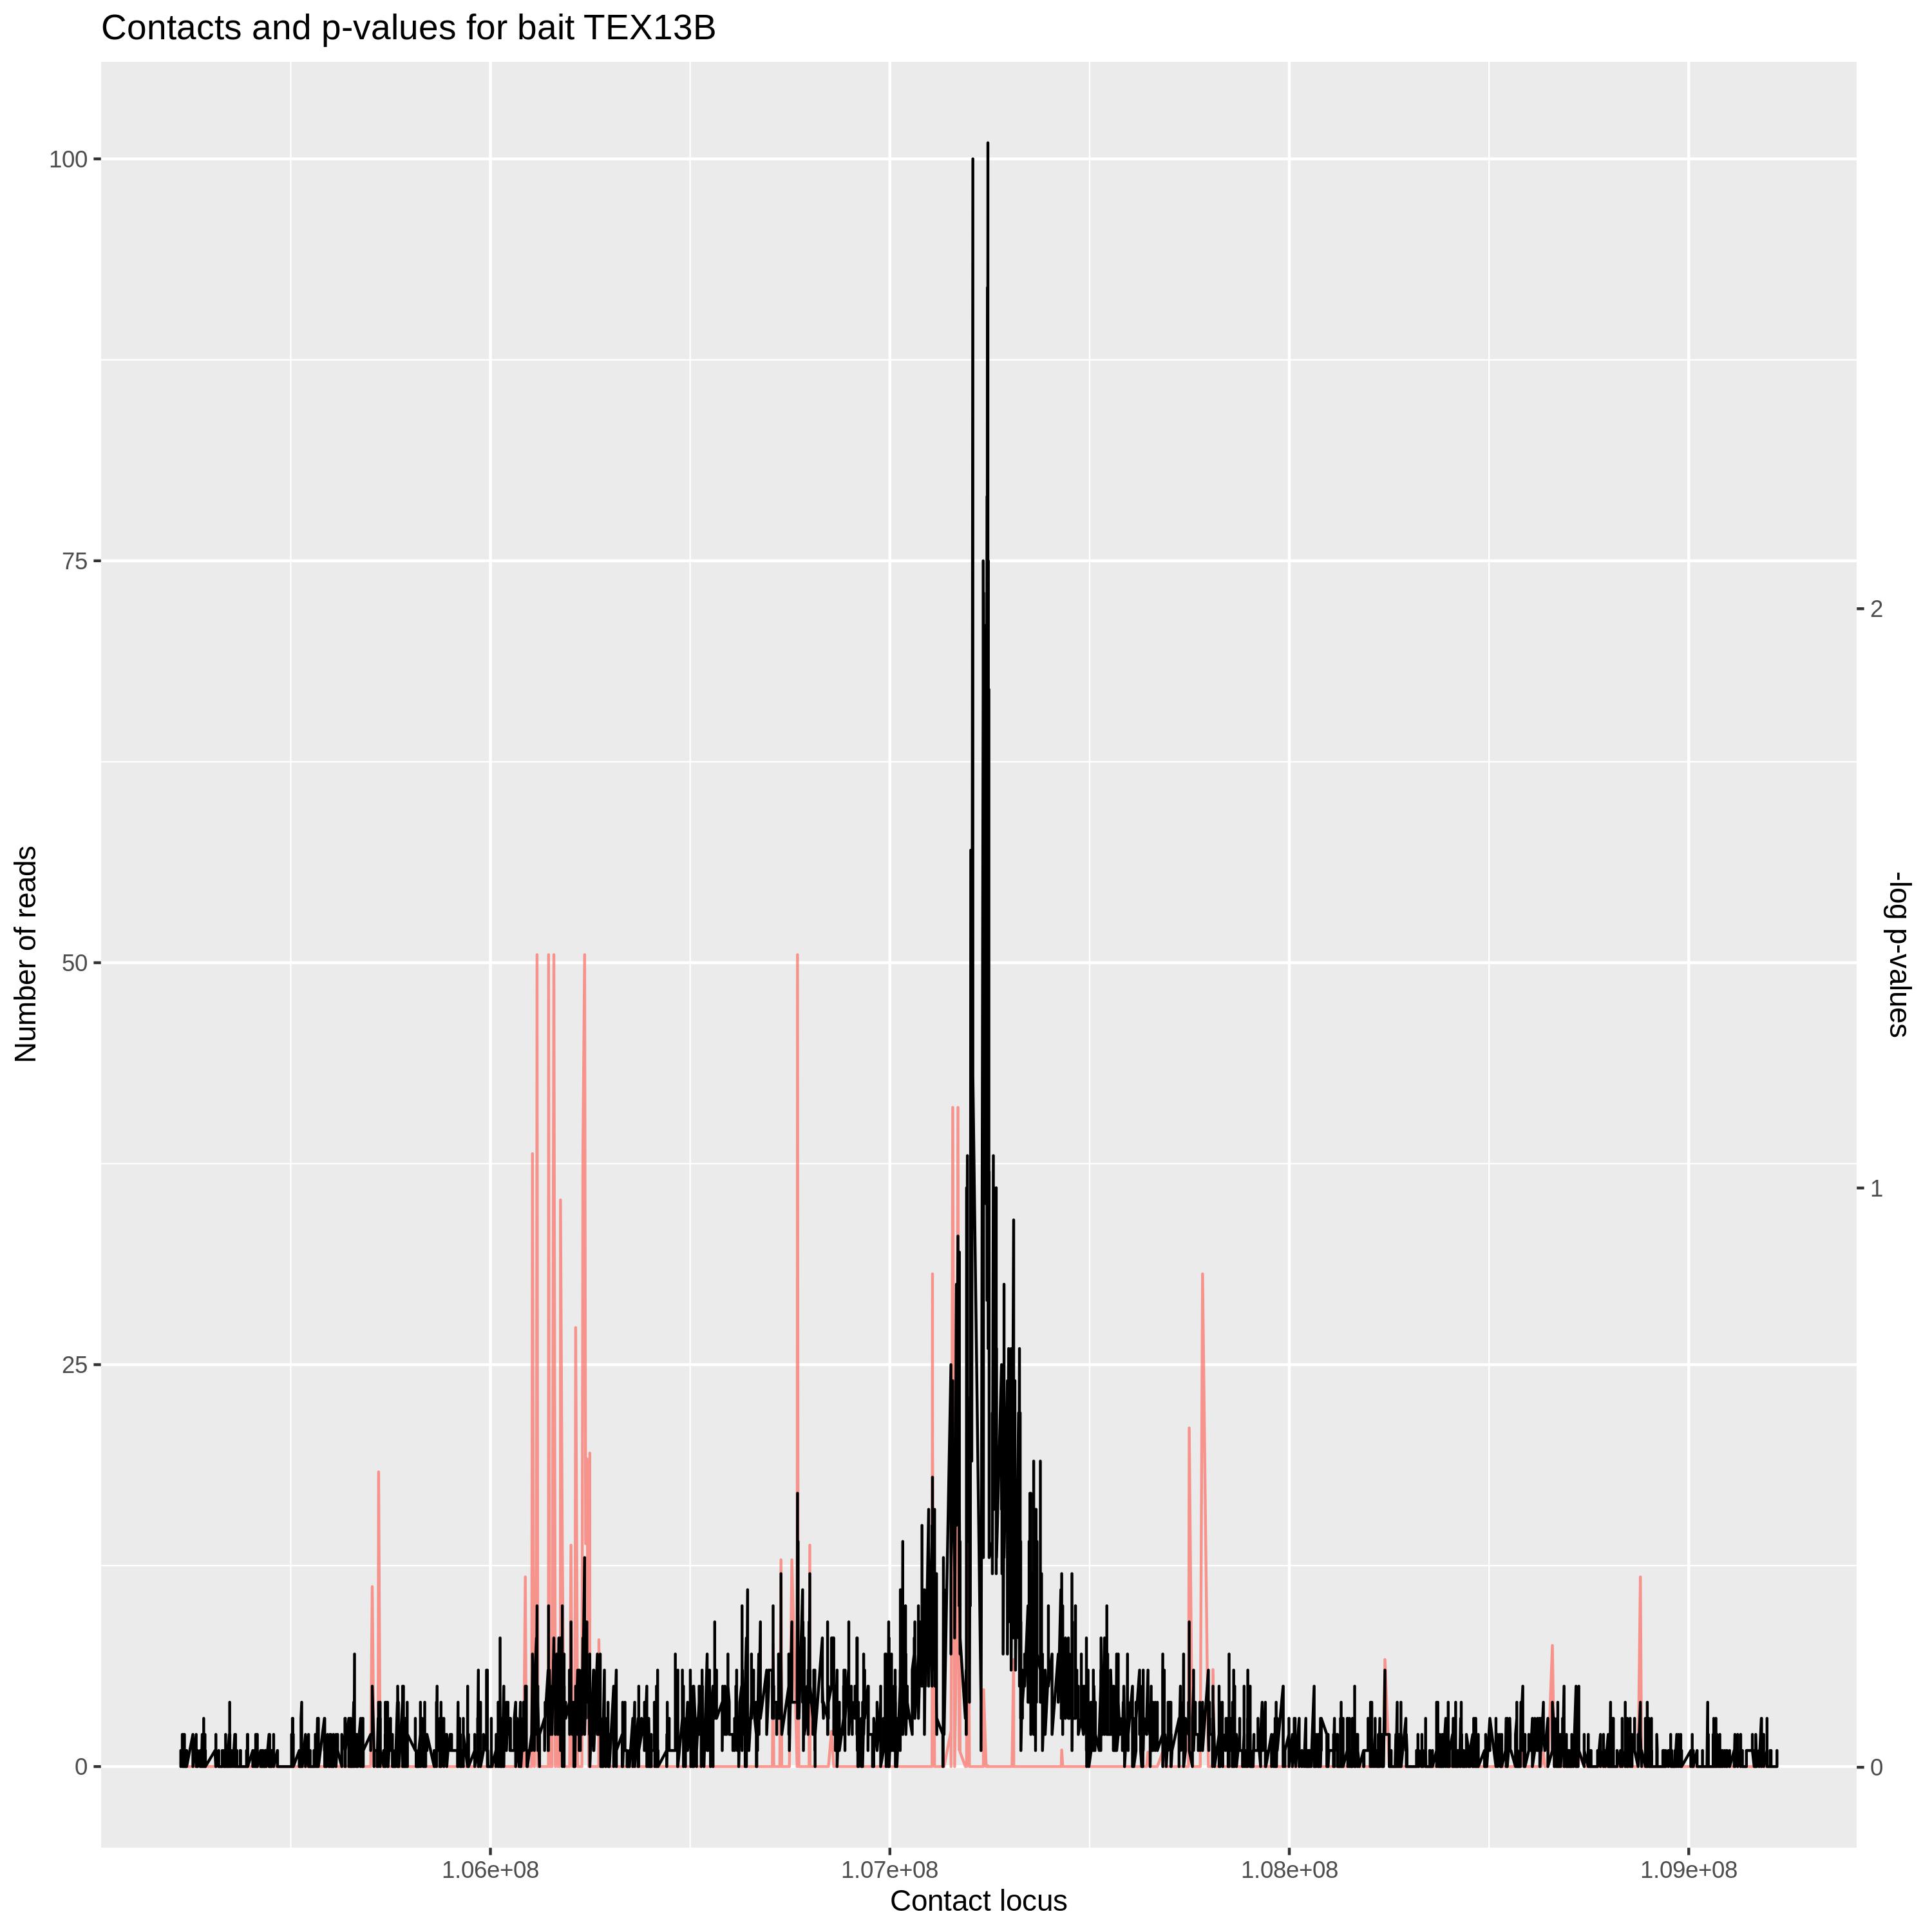 Contacts and p-values for bait TEX13B
100
75
50
25
0
Number of reads
2
1
0
-log p-values
1.06e+08 1.07e+08 1.08e+08 1.09e+08
Contact locus